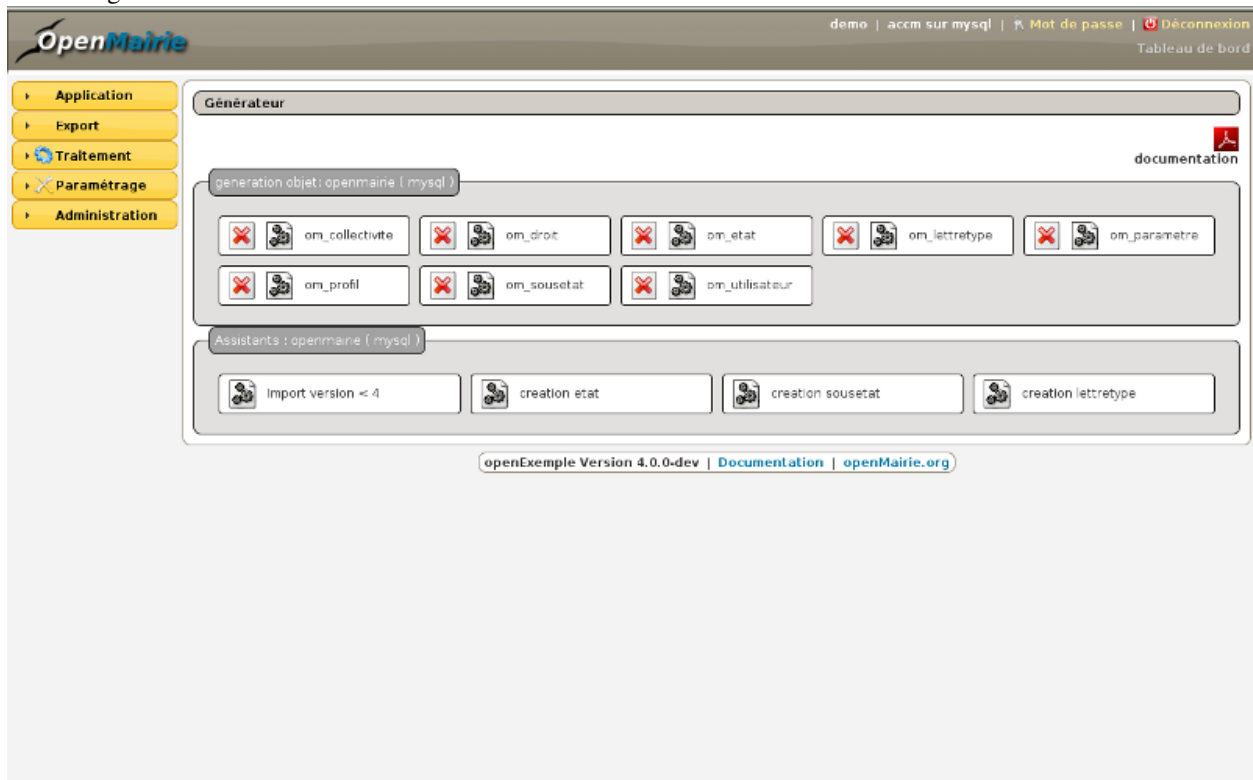 demo | accm sur mysql | Mot de passe | Déconnexion
OpenMairie
Tableau de bord
Application
Export
Traitement
Paramétrage
Administration
Générateur
documentation
generation objet: openmairie ( mysql )
om_collectivite om_droit om_etat om_lettretype om_parametre
om_profil om_sousetat om_utilisateur
Assistants : openmairie ( mysql )
import version < 4 creation etat creation sousetat creation lettretype
openExemple Version 4.0.0-dev | Documentation | openMairie.org